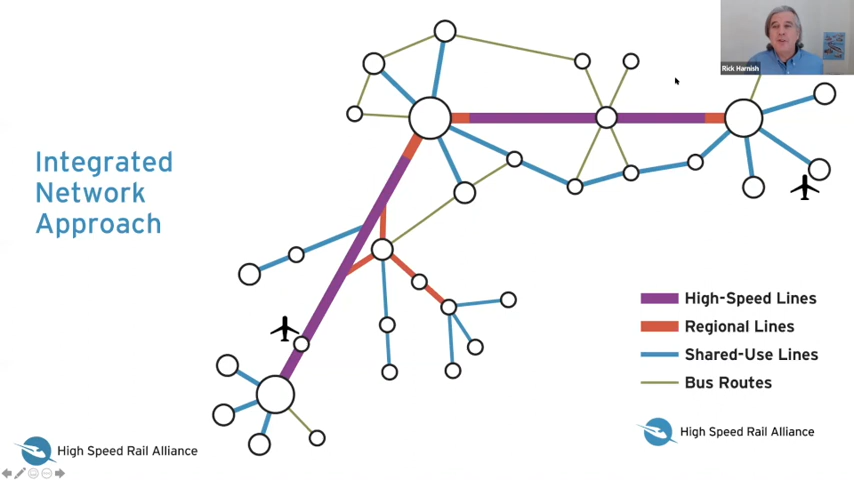 Rick Harnish
Integrated
Network
Approach
High-Speed Lines
Regional Lines
Shared-Use Lines
Bus Routes
High Speed Rail Alliance
High Speed Rail Alliance